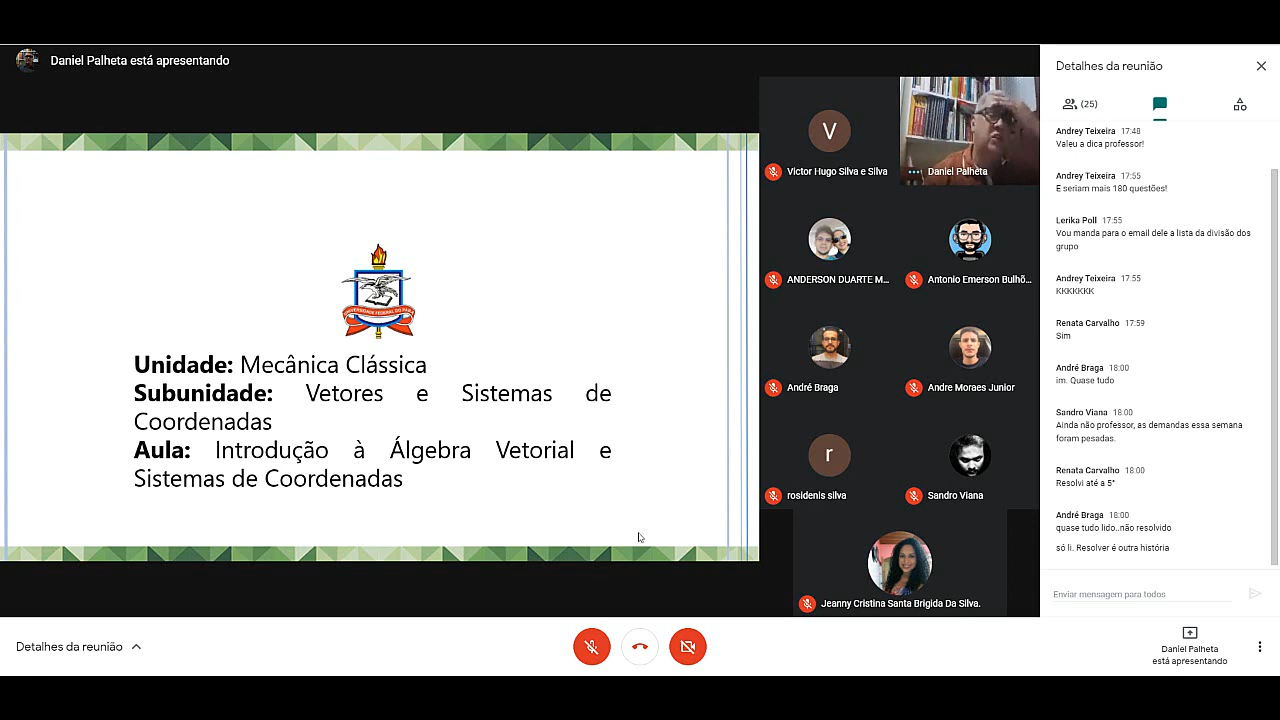 Daniel Palheta está apresentando
UNIVERSIDADE FEDERAL DO PARÁ
Unidade: Mecânica Clássica
Subunidade: Vetores e Sistemas de
Coordenadas
Aula: Introdução à Álgebra Vetorial e
Sistemas de Coordenadas
V
Victor Hugo Silva e Silva
Daniel Palheta
ANDERSON DUARTE M...
Antonio Emerson Bulhõ...
André Braga
Andre Moraes Junior
r
rosidenis silva
Sandro Viana
Jeanny Cristina Santa Brigida Da Silva.
Detalhes da reunião
(25)
Andrey Teixeira 17:48
Valeu a dica professor!
Andrey Teixeira 17:55
E seriam mais 180 questões!
Lerika Poll 17:55
Vou manda para o email dele a lista da divisão dos
grupo
Andrey Teixeira 17:55
KKKKKKK
Renata Carvalho 17:59
Sim
André Braga 18:00
im. Quase tudo
Sandro Viana 18:00
Ainda não professor, as demandas essa semana
foram pesadas.
Renata Carvalho 18:00
Resolvi até a 5°
André Braga 18:00
quase tudo lido..não resolvido
só li. Resolver é outra história
Enviar mensagem para todos
Detalhes da reunião
Daniel Palheta
está apresentando